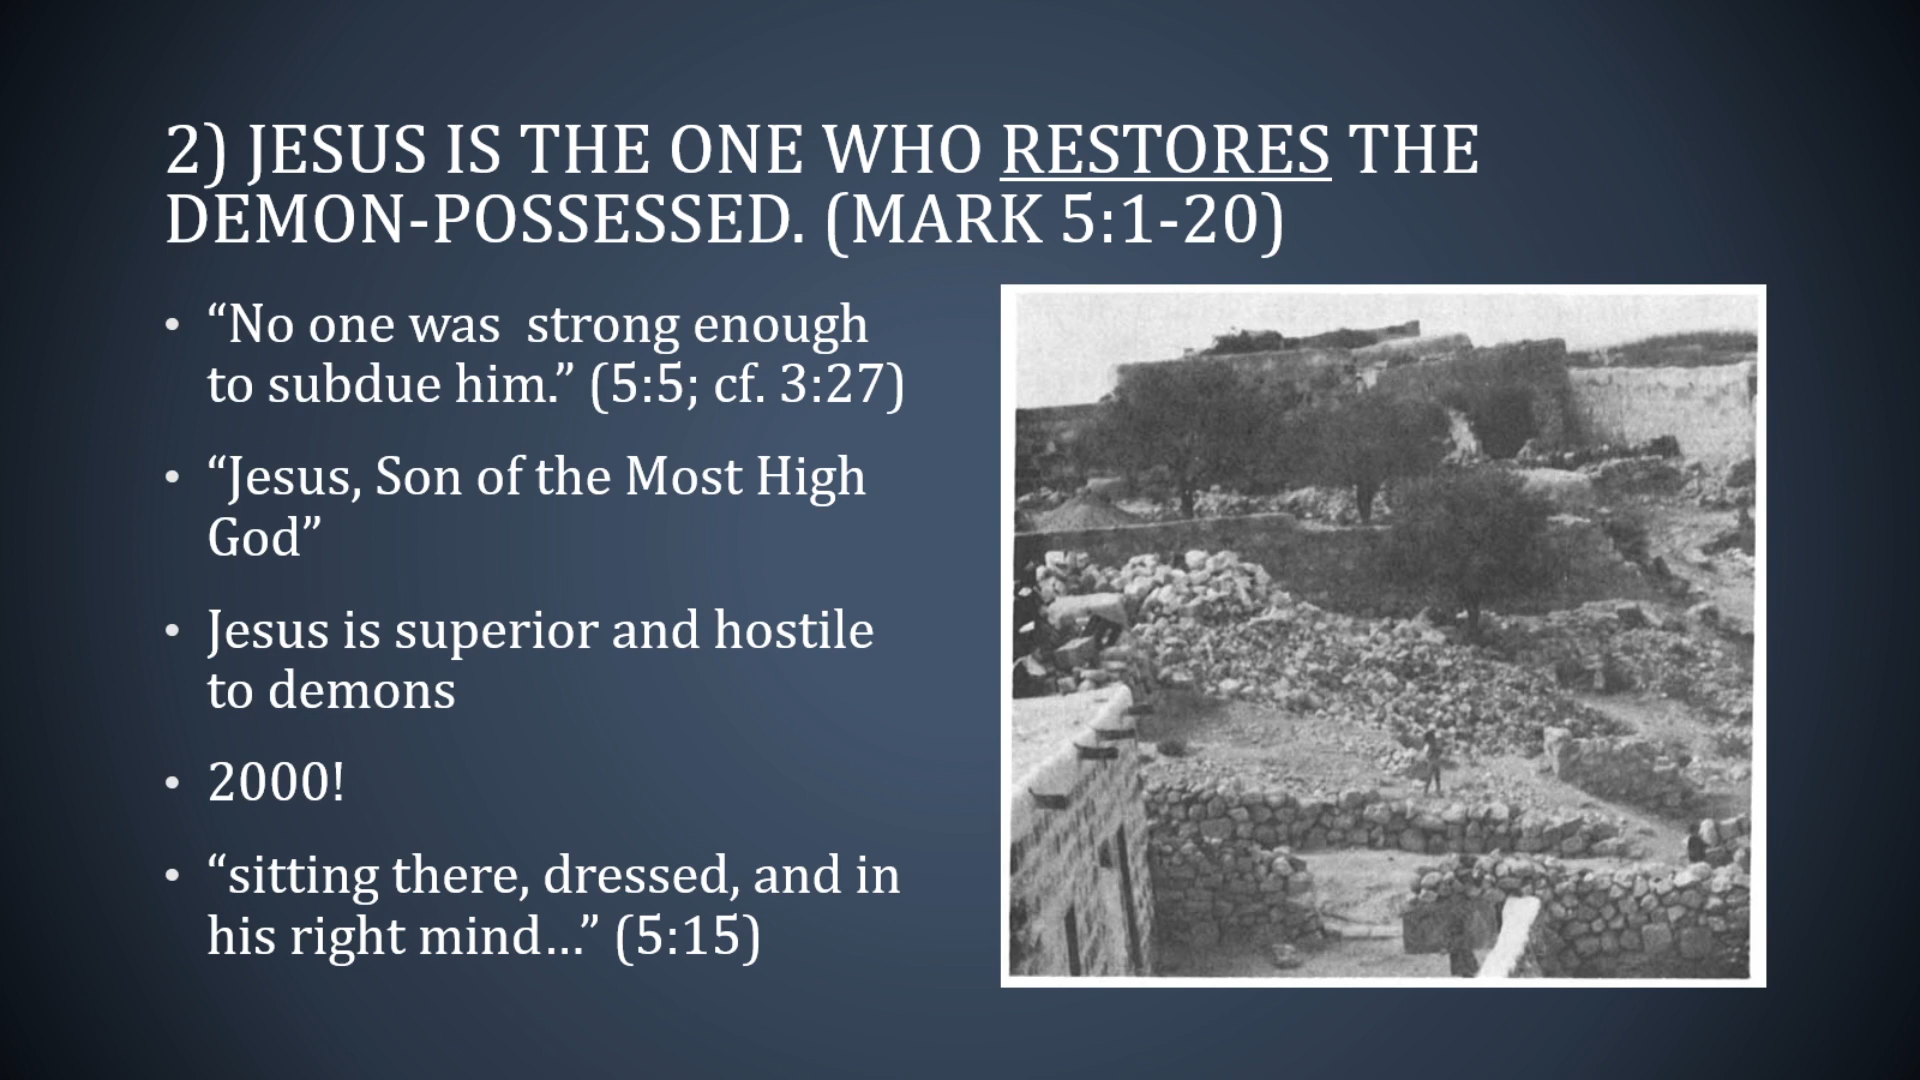 2) JESUS IS THE ONE WHO RESTORES THE
DEMON-POSSESSED. (MARK 5:1-20)
• “No one was  strong enough
to subdue him.” (5:5; cf. 3:27)
• “Jesus, Son of the Most High
God”
• Jesus is superior and hostile
to demons
• 2000!
• “sitting there, dressed, and in
his right mind…” (5:15)